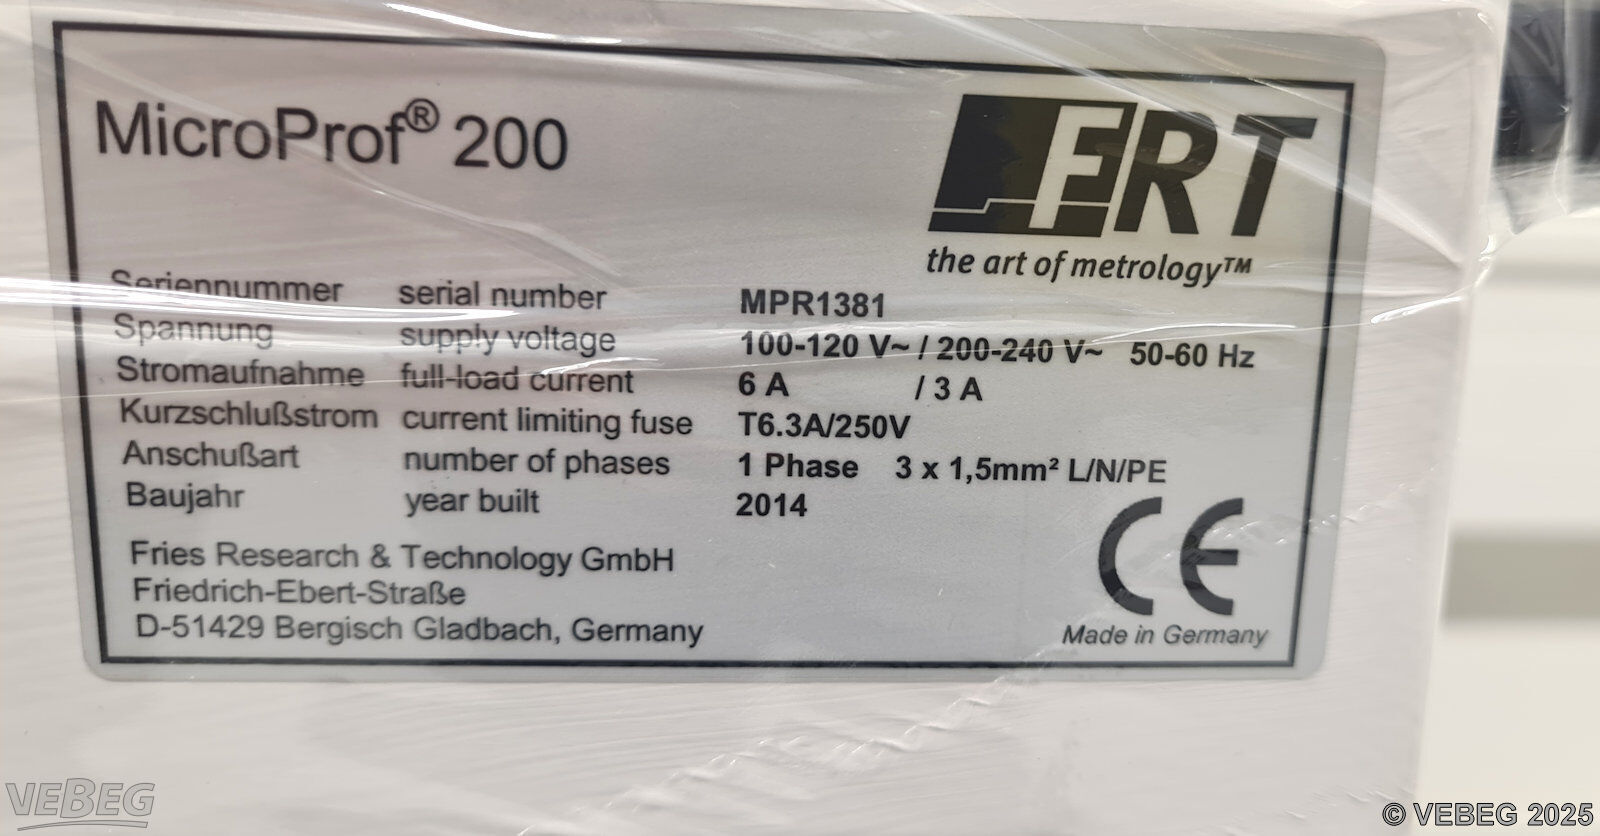 MicroProf® 200
FRT
the art of metrology™
Seriennummer serial number MPR1381
Spannung supply voltage 100-120 V~ / 200-240 V~ 50-60 Hz
Stromaufnahme full-load current 6 A / 3 A
Kurzschlußstrom current limiting fuse T6.3A/250V
Anschußart number of phases 1 Phase 3 x 1,5mm² L/N/PE
Baujahr year built 2014
Fries Research & Technology GmbH
Friedrich-Ebert-Straße
D-51429 Bergisch Gladbach, Germany
CE
Made in Germany
VEBEG
© VEBEG 2025